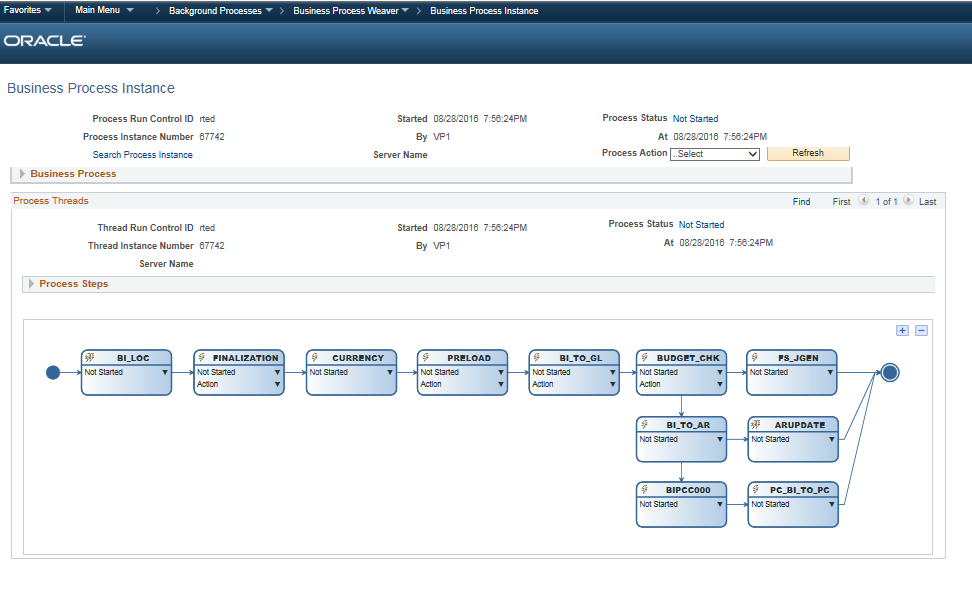 Favorites Main Menu Background Processes Business Process Weaver Business Process Instance
ORACLE
Business Process Instance
Process Run Control ID rted Started 08/28/2016 7:56:24PM Process Status Not Started
Process Instance Number 67742 By VP1 At 08/28/2016 7:56:24PM
Search Process Instance Server Name Process Action ..Select Refresh
Business Process
Process Threads Find First 1 of 1 Last
Thread Run Control ID rted Started 08/28/2016 7:56:24PM Process Status Not Started
Thread Instance Number 67742 By VP1 At 08/28/2016 7:56:24PM
Server Name
Process Steps
BI_LOC FINALIZATION CURRENCY PRELOAD BI_TO_GL BUDGET_CHK FS_JGEN
Not Started Not Started Not Started Not Started Not Started Not Started Not Started
Action Action Action Action
BI_TO_AR ARUPDATE
Not Started Not Started
BIPCC000 PC_BI_TO_PC
Not Started Not Started